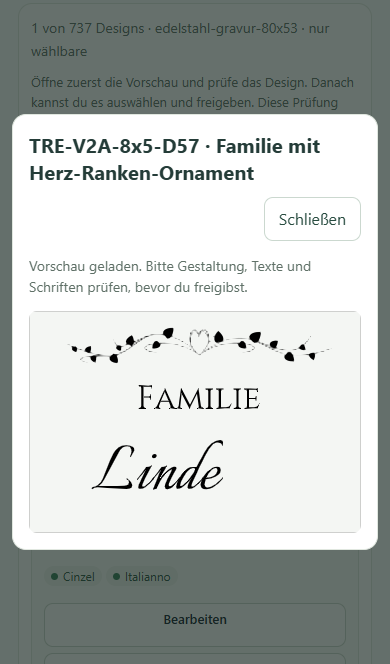 1 von 737 Designs · edelstahl-gravur-80x53 · nur
wählbare
Öffne zuerst die Vorschau und prüfe das Design. Danach
kannst du es auswählen und freigeben. Diese Prüfung
TRE-V2A-8x5-D57 · Familie mit
Herz-Ranken-Ornament
Schließen
Vorschau geladen. Bitte Gestaltung, Texte und
Schriften prüfen, bevor du freigibst.
Familie
Linde
Cinzel Italianno
Bearbeiten